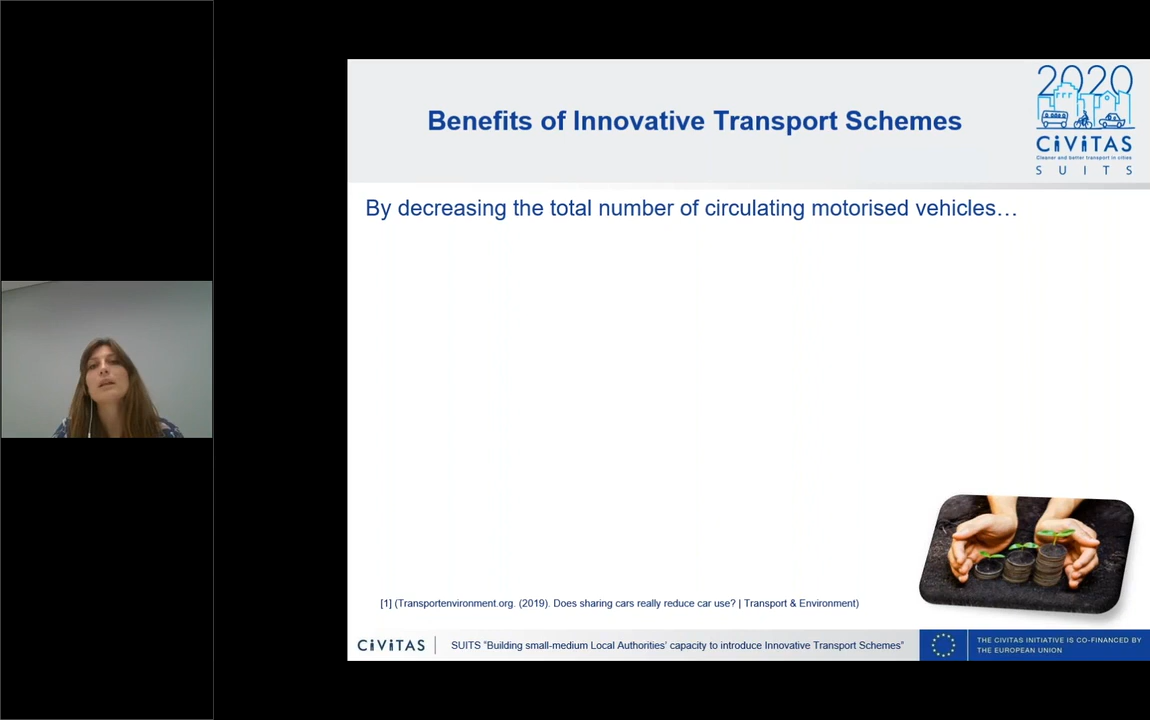 Benefits of Innovative Transport Schemes
2020
CiViTAS
Cleaner and better transport in cities
SUITS
By decreasing the total number of circulating motorised vehicles…
[1] (Transportenvironment.org. (2019). Does sharing cars really reduce car use? | Transport & Environment)
CiViTAS
SUITS "Building small-medium Local Authorities' capacity to introduce Innovative Transport Schemes"
THE CIVITAS INITIATIVE IS CO-FINANCED BY
THE EUROPEAN UNION